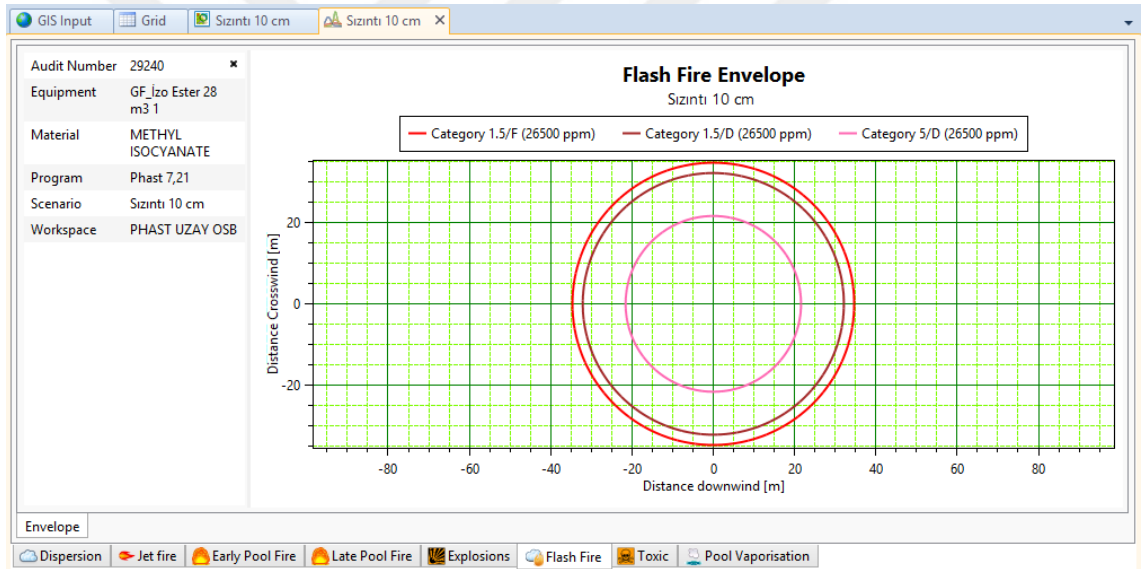 GIS Input Grid Sızıntı 10 cm Sızıntı 10 cm
Audit Number 29240
Equipment GF_İzo Ester 28
m3 1
Material METHYL
ISOCYANATE
Program Phast 7,21
Scenario Sızıntı 10 cm
Workspace PHAST UZAY OSB
Flash Fire Envelope
Sızıntı 10 cm
Category 1.5/F (26500 ppm) Category 1.5/D (26500 ppm) Category 5/D (26500 ppm)
Distance Crosswind [m]
20
0
-20
-80 -60 -40 -20 0 20 40 60 80
Distance downwind [m]
Envelope
Dispersion Jet fire Early Pool Fire Late Pool Fire Explosions Flash Fire Toxic Pool Vaporisation